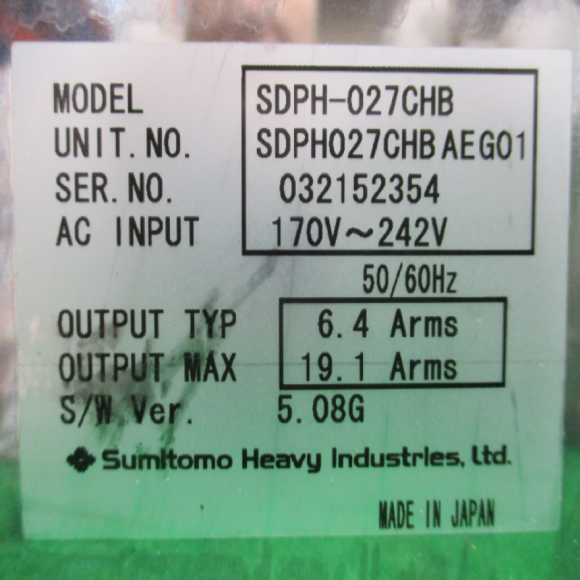 MODEL SDPH-027CHB
UNIT.NO. SDPH027CHBAEG01
SER.NO. 032152354
AC INPUT 170V~242V
50/60Hz
OUTPUT TYP 6.4 Arms
OUTPUT MAX 19.1 Arms
S/W Ver. 5.08G
Sumitomo Heavy Industries, Ltd.
MADE IN JAPAN